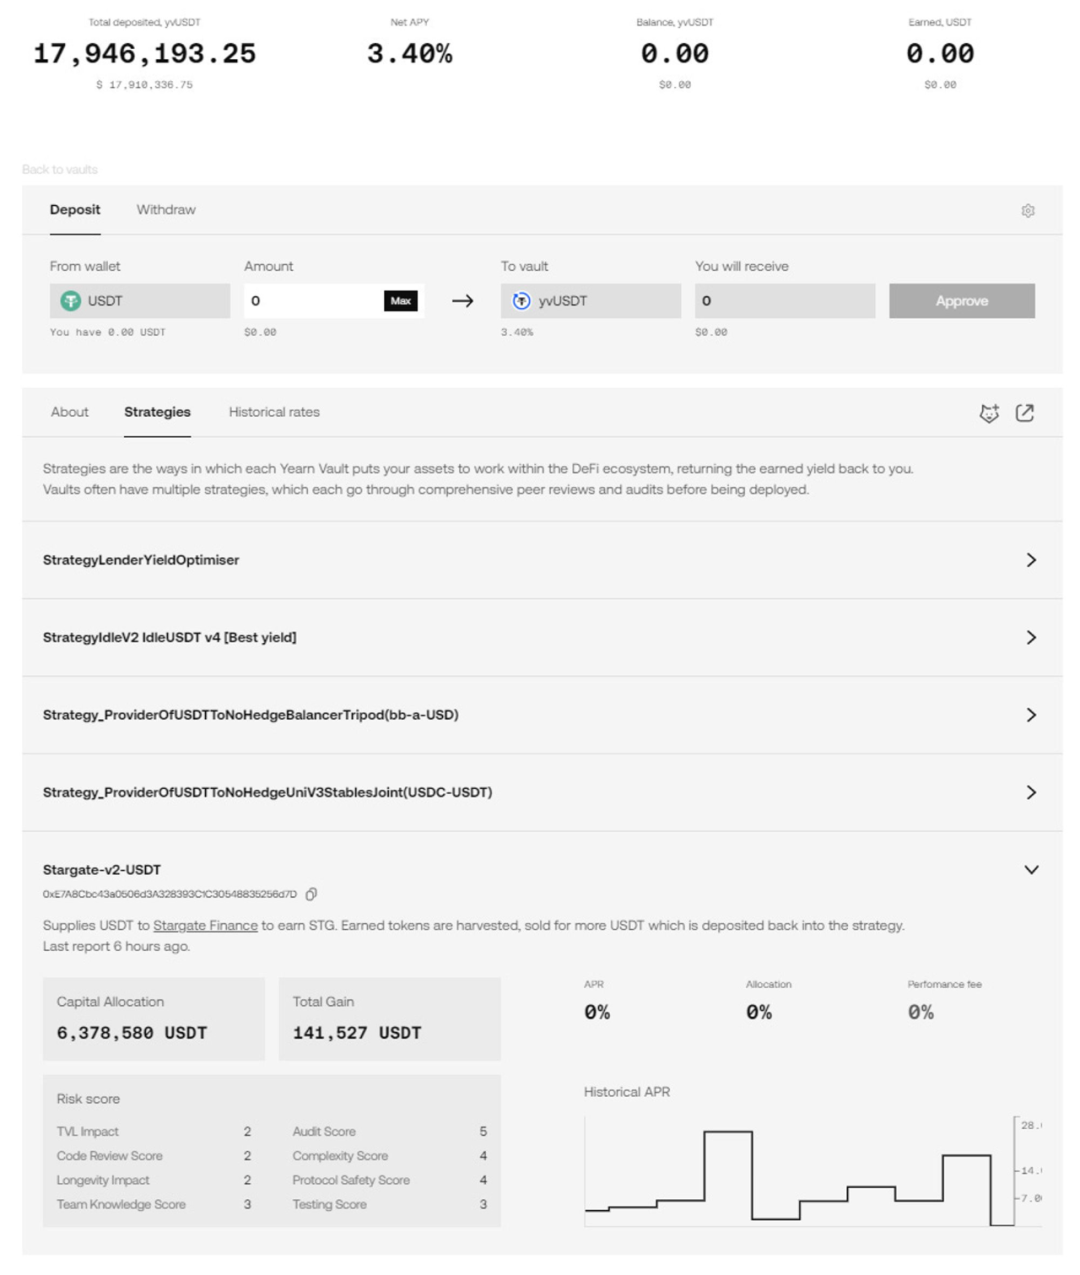 Total deposited, yvUSDT
Net APY
Balance, yvUSDT
Earned, USDT
17,946,193.25
3.40%
0.00
0.00
$ 17,910,336.75
$0.00
$0.00
Back to vaults
Deposit
Withdraw
From wallet
Amount
To vault
You will receive
USDT
0
Max
yvUSDT
0
Approve
You have 0.00 USDT
$0.00
3.40%
$0.00
About
Strategies
Historical rates
Strategies are the ways in which each Yearn Vault puts your assets to work within the DeFi ecosystem, returning the earned yield back to you.
Vaults often have multiple strategies, which each go through comprehensive peer reviews and audits before being deployed.
StrategyLenderYieldOptimiser
StrategyIdleV2 IdleUSDT v4 [Best yield]
Strategy_ProviderOfUSDTToNoHedgeBalancerTripod(bb-a-USD)
Strategy_ProviderOfUSDTToNoHedgeUniV3StablesJoint(USDC-USDT)
Stargate-v2-USDT
0xE7A8Cbc43a0506d3A328393C1C30548835256d7D
Supplies USDT to Stargate Finance to earn STG. Earned tokens are harvested, sold for more USDT which is deposited back into the strategy.
Last report 6 hours ago.
Capital Allocation
6,378,580 USDT
Total Gain
141,527 USDT
APR
0%
Allocation
0%
Perfomance fee
0%
Risk score
TVL Impact 2
Audit Score 5
Code Review Score 2
Complexity Score 4
Longevity Impact 2
Protocol Safety Score 4
Team Knowledge Score 3
Testing Score 3
Historical APR
28.
14.
7.0